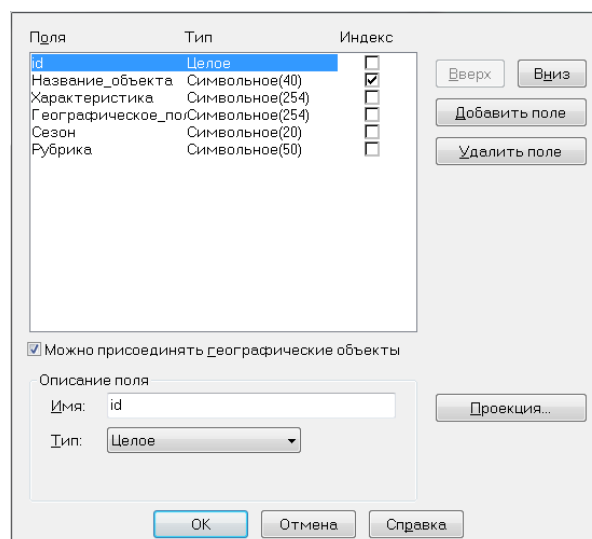 Поля Тип Индекс
id Целое
Название_объекта Символьное(40)
Характеристика Символьное(254)
Географическое_по Символьное(254)
Сезон Символьное(20)
Рубрика Символьное(50)
Вверх Вниз
Добавить поле
Удалить поле
Можно присоединять географические объекты
Описание поля
Имя: id
Тип: Целое
Проекция...
OK Отмена Справка